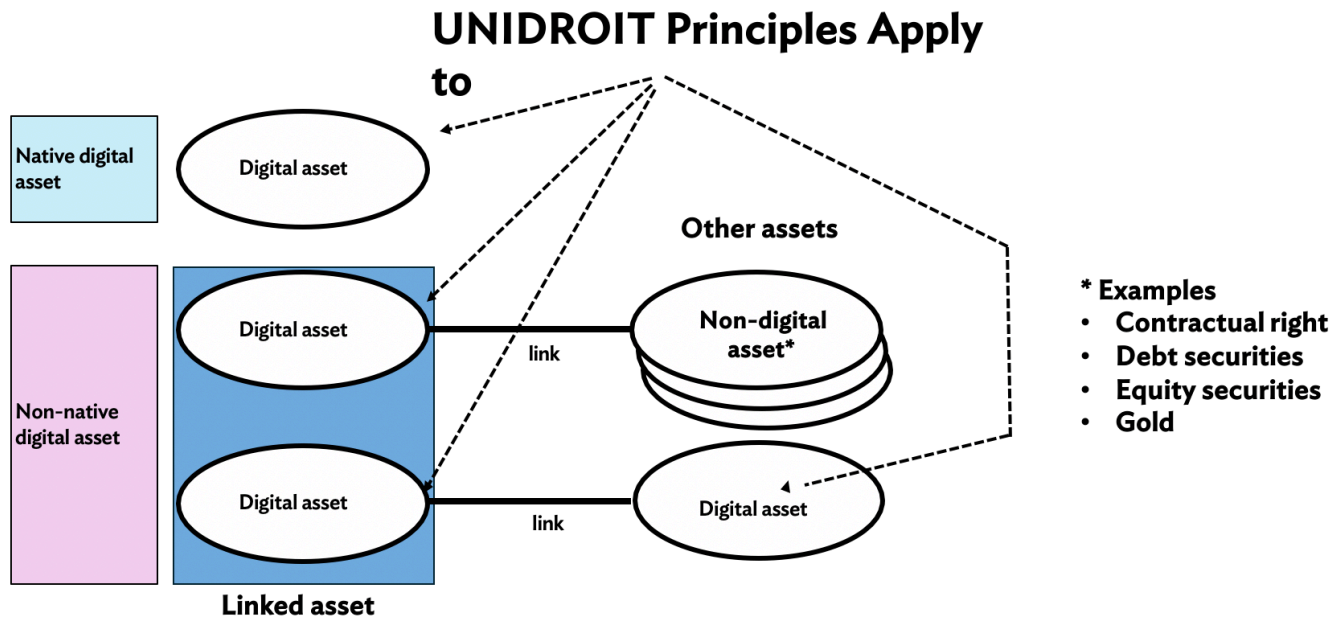 UNIDROIT Principles Apply
to
Native digital
asset
Digital asset
Other assets
Non-native
digital asset
Digital asset
link
Non-digital
asset*
Digital asset
link
Digital asset
Linked asset
* Examples
• Contractual right
• Debt securities
• Equity securities
• Gold